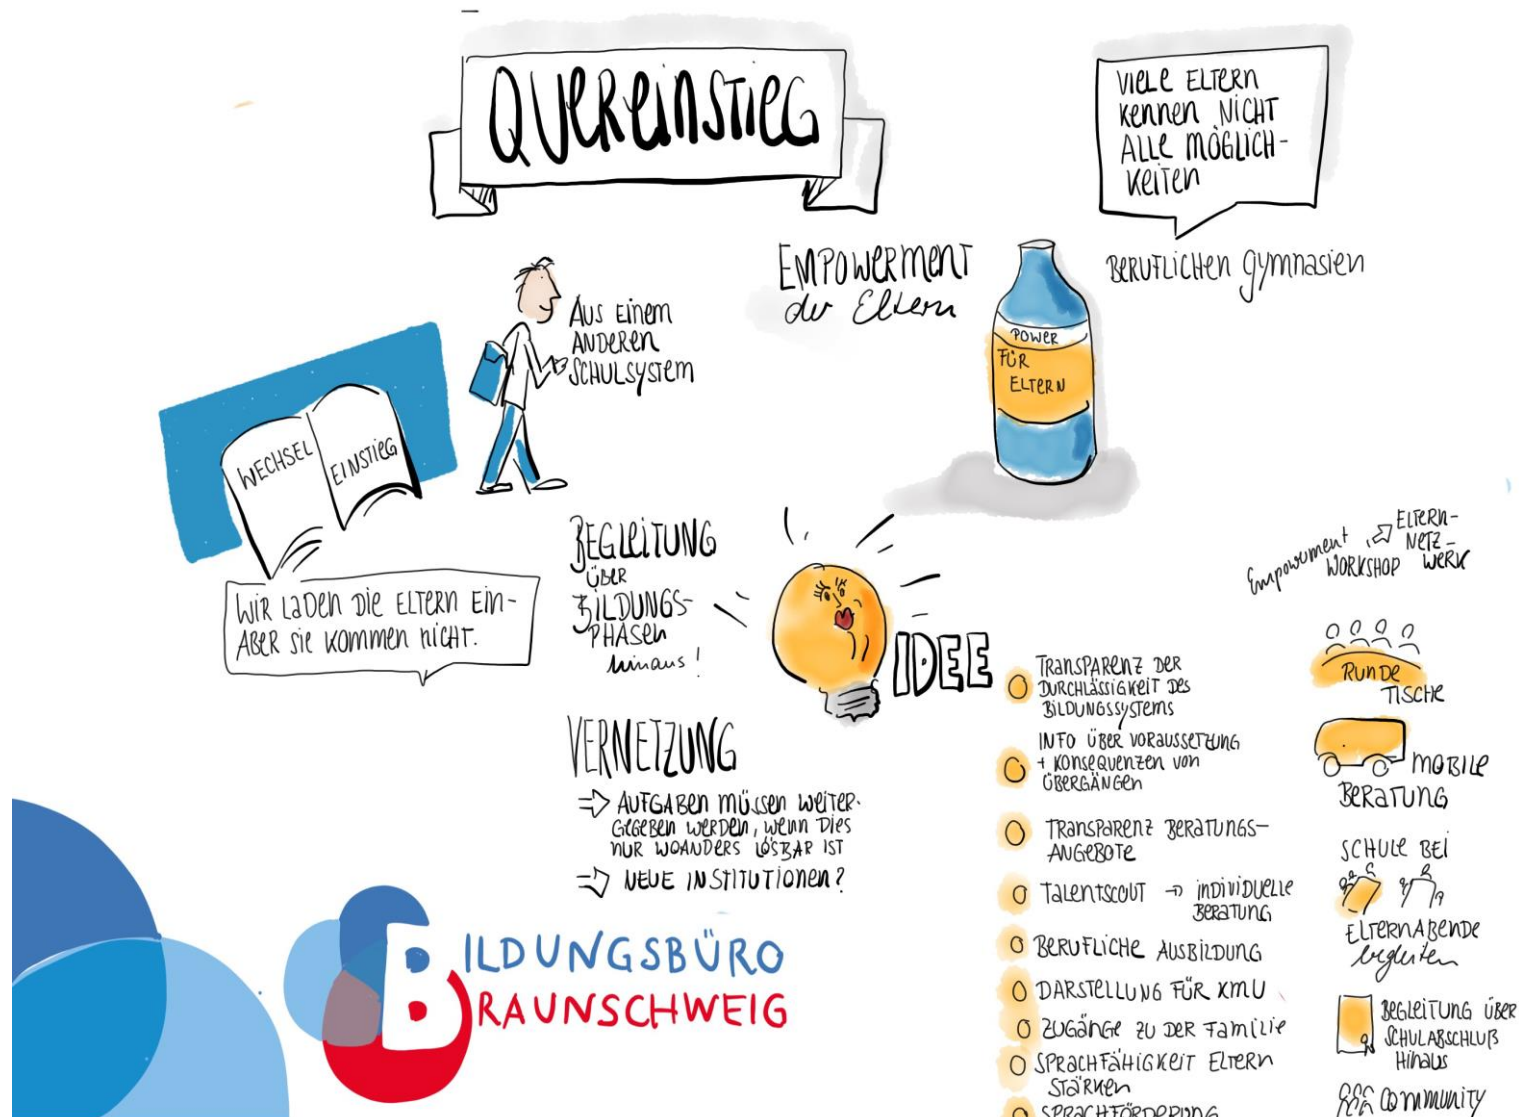 QUEREINSTIEG
VIELE ELTERN
KENNEN NICHT
ALLE MÖGLICH-
KEITEN
BERUFLICHEN GYMNASIEN
EMPOWERMENT
der Eltern
POWER
FÜR
ELTERN
AUS EINEM
ANDEREN
SCHULSYSTEM
WECHSEL
EINSTIEG
WIR LADEN DIE ELTERN EIN-
ABER SIE KOMMEN NICHT.
BEGLEITUNG
ÜBER
BILDUNGS-
PHASEN
hinaus!
IDEE
VERNETZUNG
⇒ AUFGABEN MÜSSEN WEITER-
GEGEBEN WERDEN, WENN DIES
NUR WOANDERS LÖSBAR IST
⇒ NEUE INSTITUTIONEN?
BILDUNGSBÜRO
BRAUNSCHWEIG
TRANSPARENZ DER
DURCHLÄSSIGKEIT DES
BILDUNGSSYSTEMS
INFO ÜBER VORAUSSETZUNG
+ KONSEQUENZEN VON
ÜBERGÄNGEN
TRANSPARENZ BERATUNGS-
ANGEBOTE
TALENTSCOUT → INDIVIDUELLE
BERATUNG
BERUFLICHE AUSBILDUNG
DARSTELLUNG FÜR KMU
ZUGÄNGE ZU DER FAMILIE
SPRACHFÄHIGKEIT ELTERN
STÄRKEN
SPRACHFÖRDERUNG
Empowerment
WORKSHOP
ELTERN-
NETZ-
WERK
RUNDE
TISCHE
MOBILE
BERATUNG
SCHULE BEI
ELTERNABENDE
begleiten
BEGLEITUNG ÜBER
SCHULABSCHLUß
HINAUS
COMMUNITY